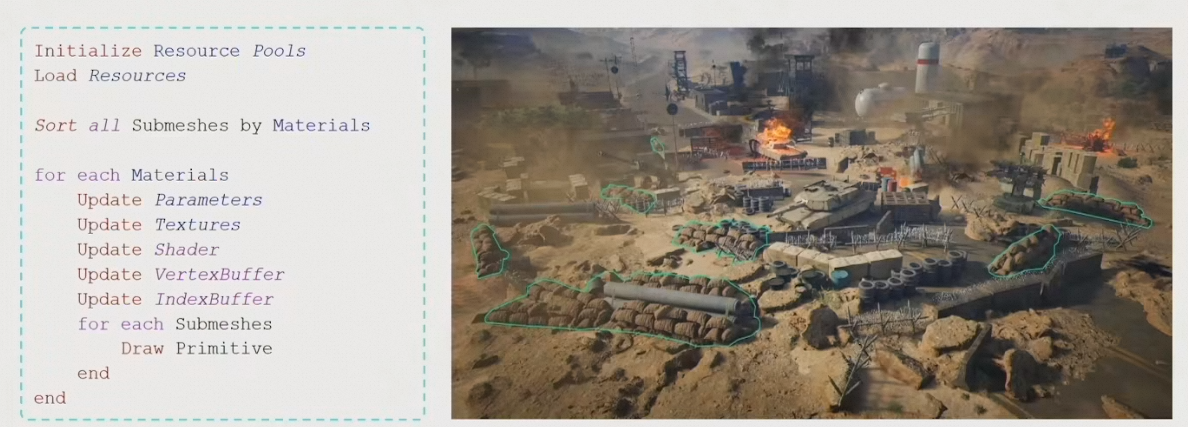 Initialize Resource Pools
Load Resources
Sort all Submeshes by Materials
for each Materials
Update Parameters
Update Textures
Update Shader
Update VertexBuffer
Update IndexBuffer
for each Submeshes
Draw Primitive
end
end